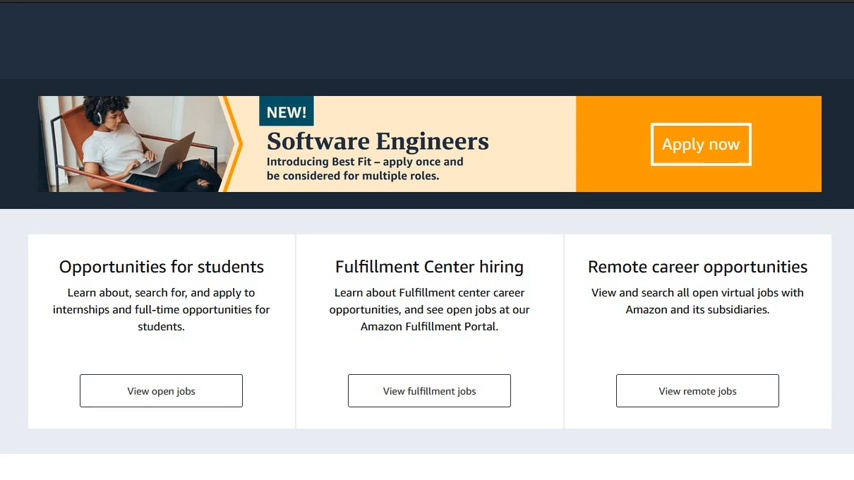 NEW!
Software Engineers
Introducing Best Fit – apply once and
be considered for multiple roles.
Apply now
Opportunities for students
Learn about, search for, and apply to
internships and full-time opportunities for
students.
View open jobs
Fulfillment Center hiring
Learn about Fulfillment center career
opportunities, and see open jobs at our
Amazon Fulfillment Portal.
View fulfillment jobs
Remote career opportunities
View and search all open virtual jobs with
Amazon and its subsidiaries.
View remote jobs